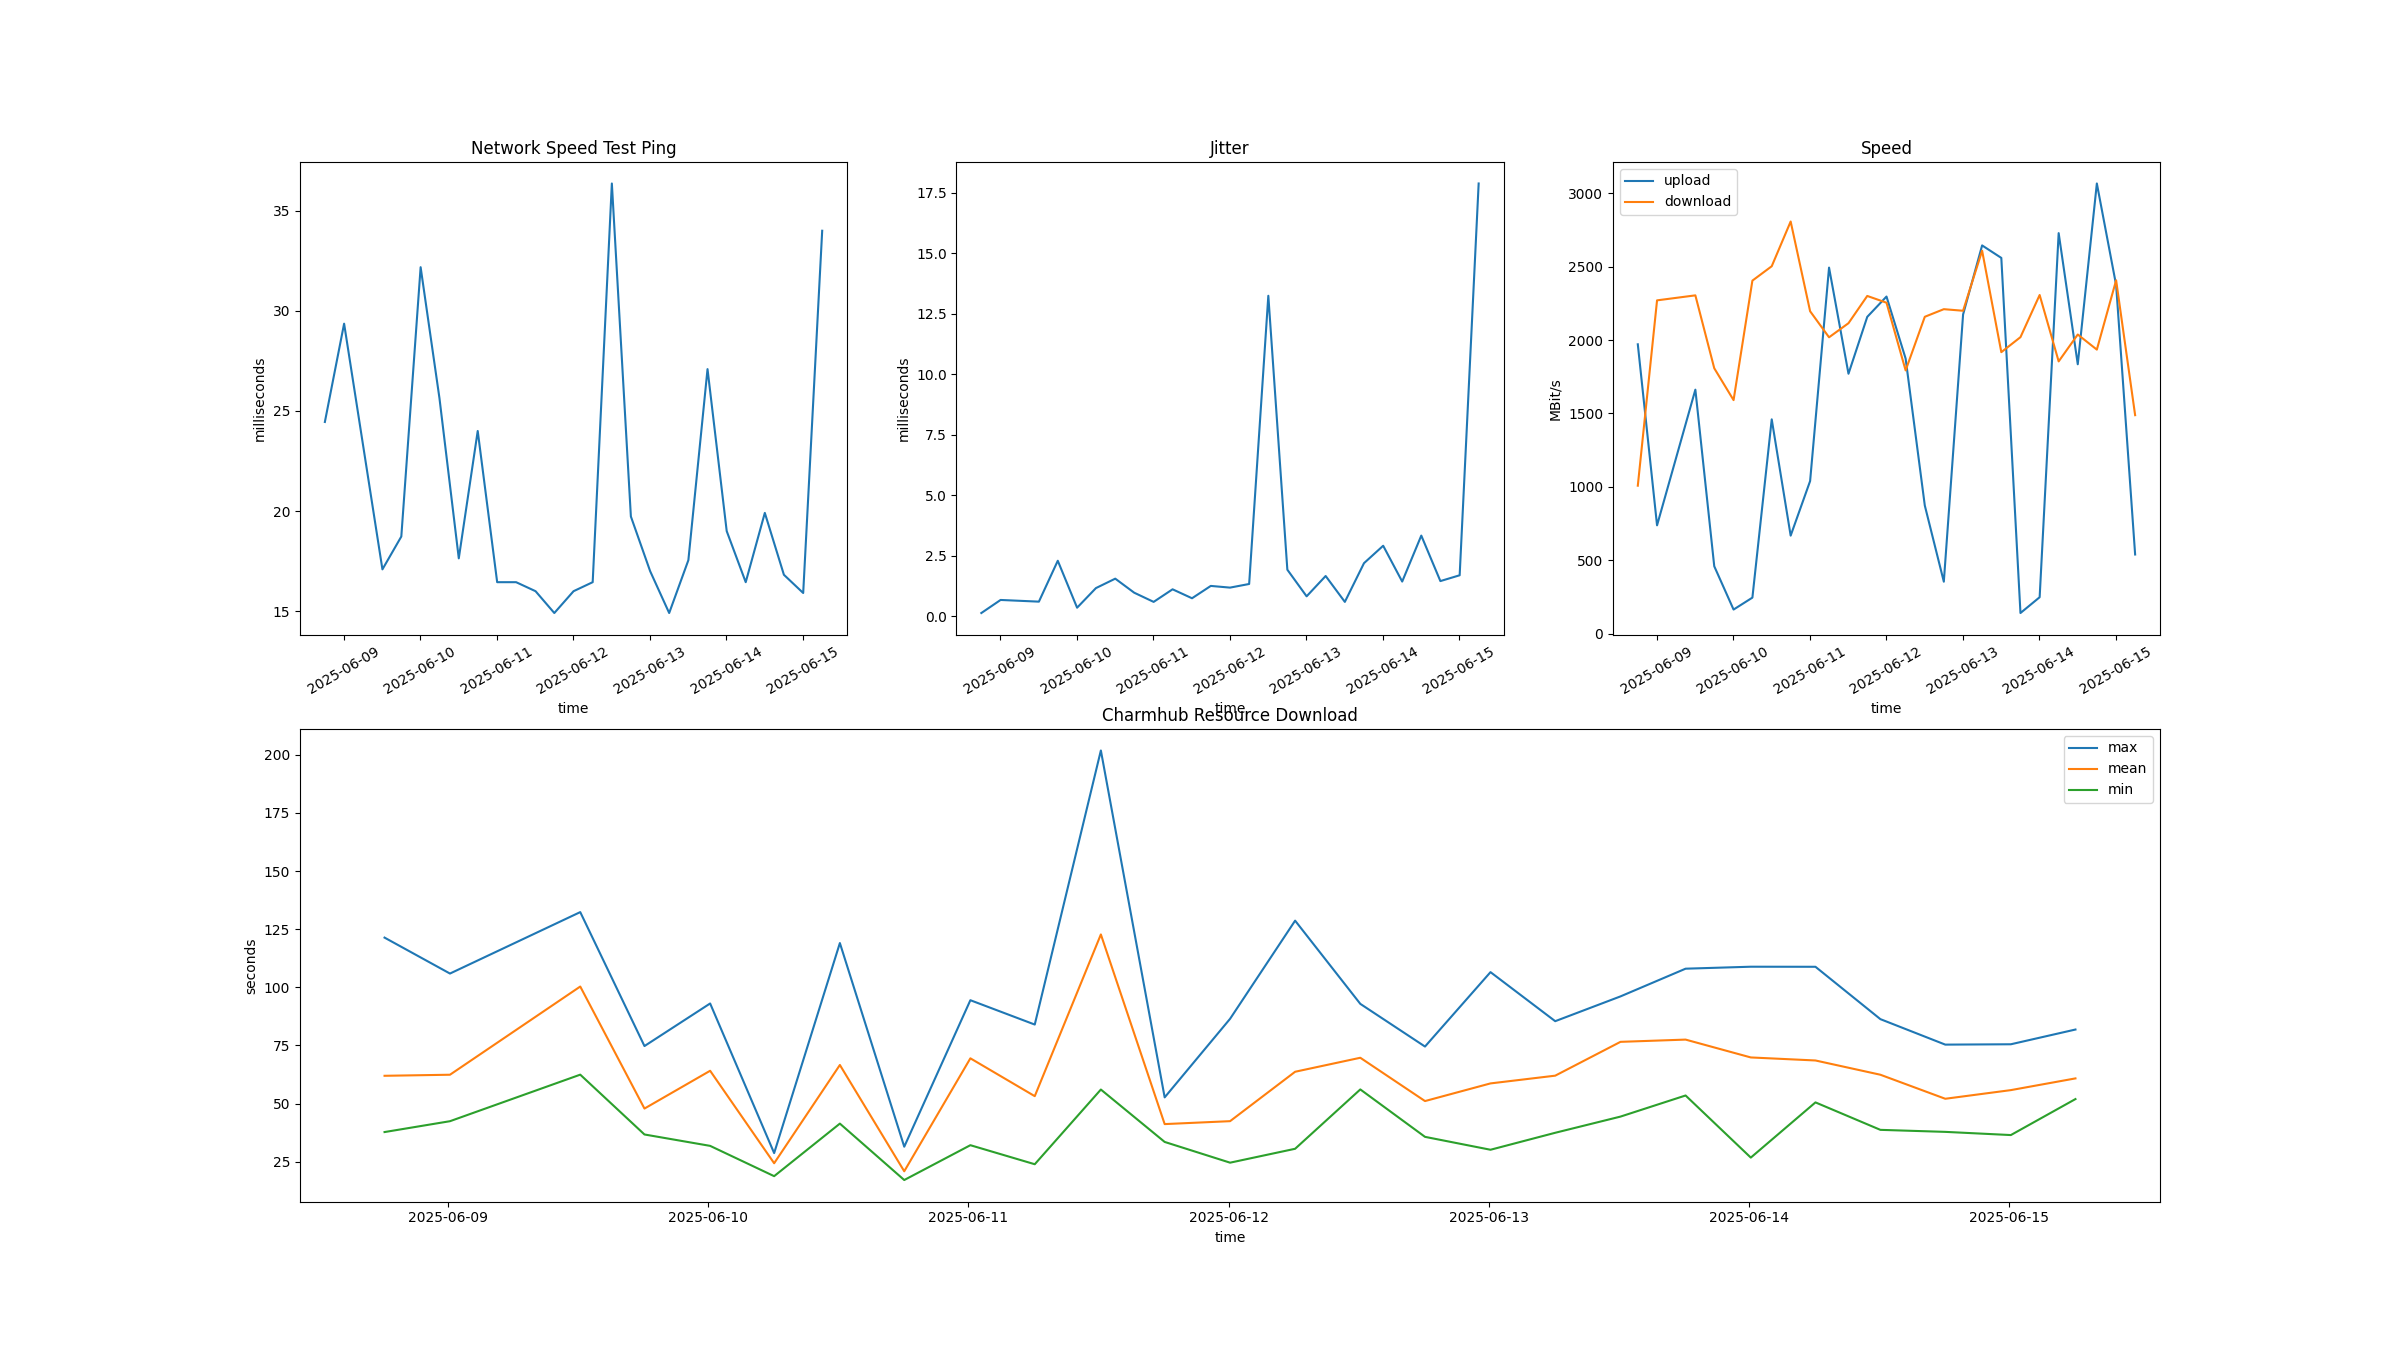 Network Speed Test Ping
milliseconds
35
30
25
20
15
2025-06-09 2025-06-10 2025-06-11 2025-06-12 2025-06-13 2025-06-14 2025-06-15
time
Jitter
milliseconds
17.5
15.0
12.5
10.0
7.5
5.0
2.5
0.0
2025-06-09 2025-06-10 2025-06-11 2025-06-12 2025-06-13 2025-06-14 2025-06-15
time
Speed
upload
download
MBit/s
3000
2500
2000
1500
1000
500
0
2025-06-09 2025-06-10 2025-06-11 2025-06-12 2025-06-13 2025-06-14 2025-06-15
time
Charmhub Resource Download
max
mean
min
seconds
200
175
150
125
100
75
50
25
2025-06-09 2025-06-10 2025-06-11 2025-06-12 2025-06-13 2025-06-14 2025-06-15
time